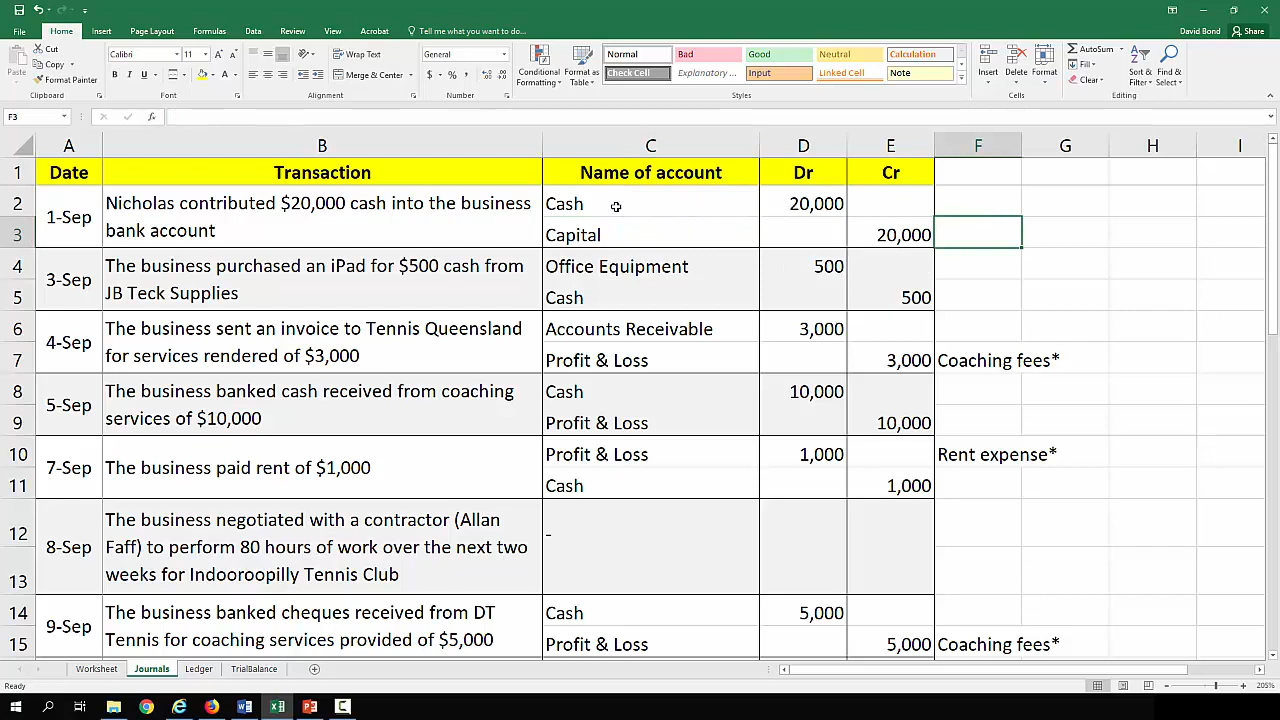 File Home Insert Page Layout Formulas Data Review View Acrobat Tell me what you want to do... David Bond Share
Cut
Copy
Format Painter
Paste
Clipboard
Calibri 11
B I U
Font
Wrap Text
Merge & Center
Alignment
General
$ % ,
Number
Conditional Formatting
Format as Table
Normal Bad Good Neutral Calculation
Check Cell Explanatory ... Input Linked Cell Note
Styles
Insert Delete Format
Cells
AutoSum
Fill
Clear
Sort & Filter
Find & Select
Editing
F3 fx
A B C D E F G H I
1 Date Transaction Name of account Dr Cr
2 1-Sep Nicholas contributed $20,000 cash into the business Cash 20,000
3 bank account Capital 20,000
4 3-Sep The business purchased an iPad for $500 cash from Office Equipment 500
5 JB Teck Supplies Cash 500
6 4-Sep The business sent an invoice to Tennis Queensland Accounts Receivable 3,000
7 for services rendered of $3,000 Profit & Loss 3,000 Coaching fees*
8 5-Sep The business banked cash received from coaching Cash 10,000
9 services of $10,000 Profit & Loss 10,000
10 7-Sep The business paid rent of $1,000 Profit & Loss 1,000 Rent expense*
11 Cash 1,000
12 8-Sep The business negotiated with a contractor (Allan -
Faff) to perform 80 hours of work over the next two
13 weeks for Indooroopilly Tennis Club
14 9-Sep The business banked cheques received from DT Cash 5,000
15 Tennis for coaching services provided of $5,000 Profit & Loss 5,000 Coaching fees*
Worksheet Journals Ledger TrialBalance
Ready 205%